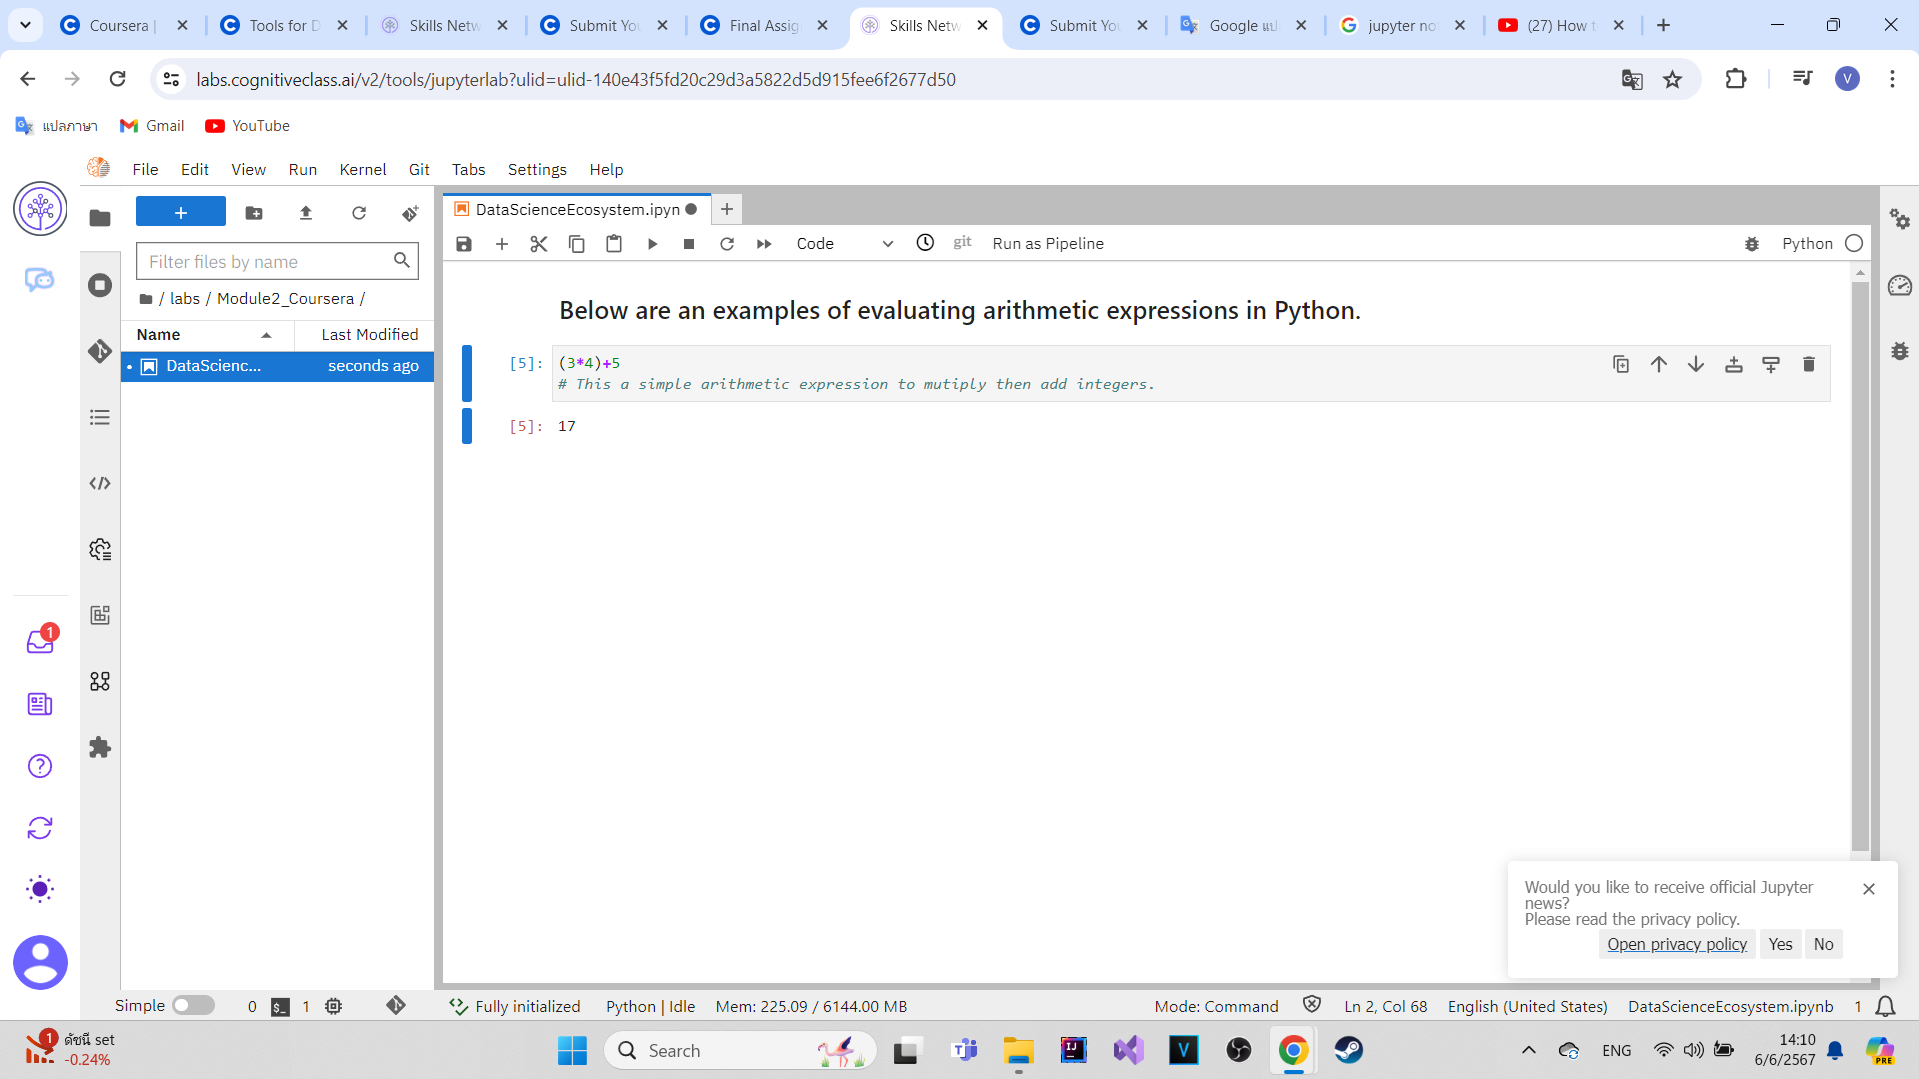 Coursera |
Tools for D
Skills Netw
Submit You
Final Assig
Skills Netw
Submit You
Google แป
jupyter no
(27) How t
labs.cognitiveclass.ai/v2/tools/jupyterlab?ulid=ulid-140e43f5fd20c29d3a5822d5d915fee6f2677d50
V
แปลภาษา
Gmail
YouTube
File
Edit
View
Run
Kernel
Git
Tabs
Settings
Help
DataScienceEcosystem.ipyn
Filter files by name
/ labs / Module2_Coursera /
Name
Last Modified
DataScienc...
seconds ago
Code
git
Run as Pipeline
Python
Below are an examples of evaluating arithmetic expressions in Python.
[5]:
(3*4)+5
# This a simple arithmetic expression to mutiply then add integers.
[5]:
17
1
Would you like to receive official Jupyter
news?
Please read the privacy policy.
Open privacy policy
Yes
No
Simple
0
1
Fully initialized
Python | Idle
Mem: 225.09 / 6144.00 MB
Mode: Command
Ln 2, Col 68
English (United States)
DataScienceEcosystem.ipynb
1
1
ดัชนี set
-0.24%
Search
ENG
14:10
6/6/2567
PRE